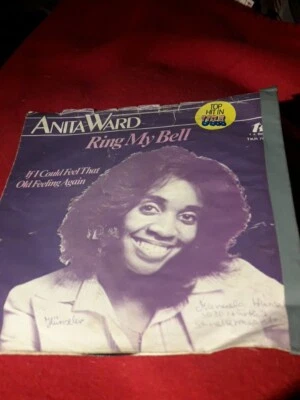 TOP
HIT IN
USA
ANITA WARD
Ring My Bell
If I Could Feel That
Old Feeling Again